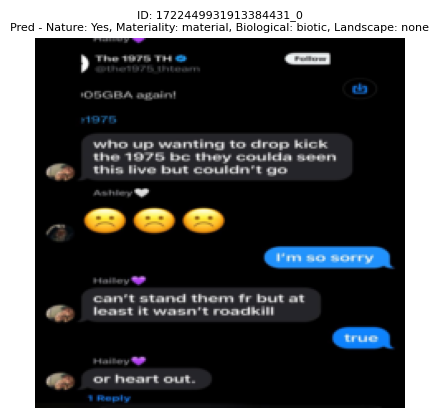 ID: 1722449931913384431_0
Pred - Nature: Yes, Materiality: material, Biological: biotic, Landscape: none
Hailey💜
The 1975 TH
Follow
@the1975_thteam
O5GBA again!
r1975
who up wanting to drop kick
the 1975 bc they coulda seen
this live but couldn't go
Ashley🤍
☹️☹️☹️
I'm so sorry
Hailey💜
can't stand them fr but at
least it wasn't roadkill
true
Hailey💜
or heart out.
1 Reply